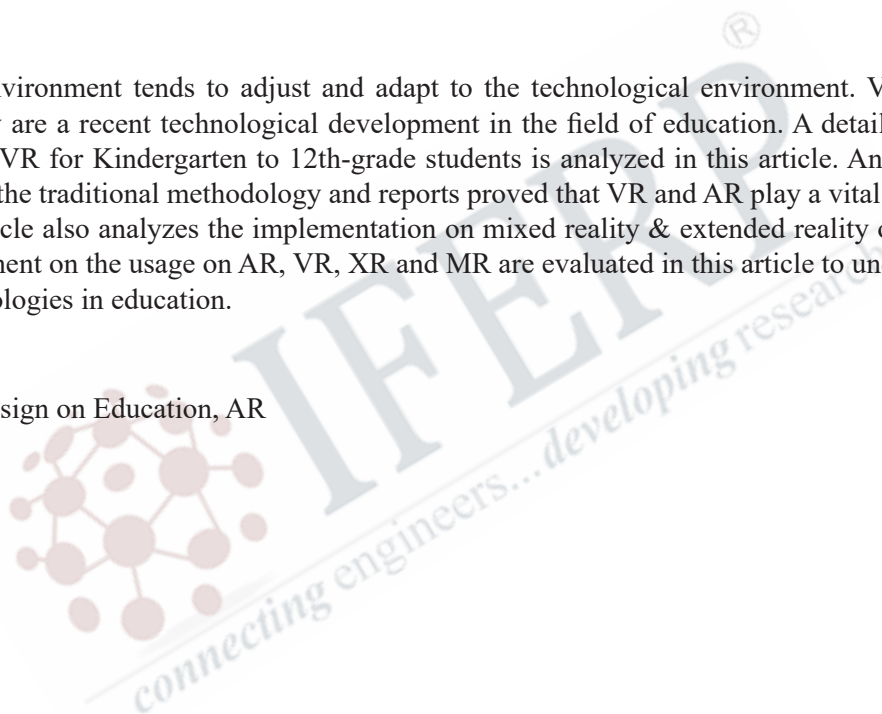 ®
nvironment tends to adjust and adapt to the technological environment. V
y are a recent technological development in the field of education. A detail
VR for Kindergarten to 12th-grade students is analyzed in this article. An
the traditional methodology and reports proved that VR and AR play a vital
icle also analyzes the implementation on mixed reality & extended reality o
ment on the usage on AR, VR, XR and MR are evaluated in this article to un
ologies in education.
sign on Education, AR
IFERP
connecting engineers...developing research